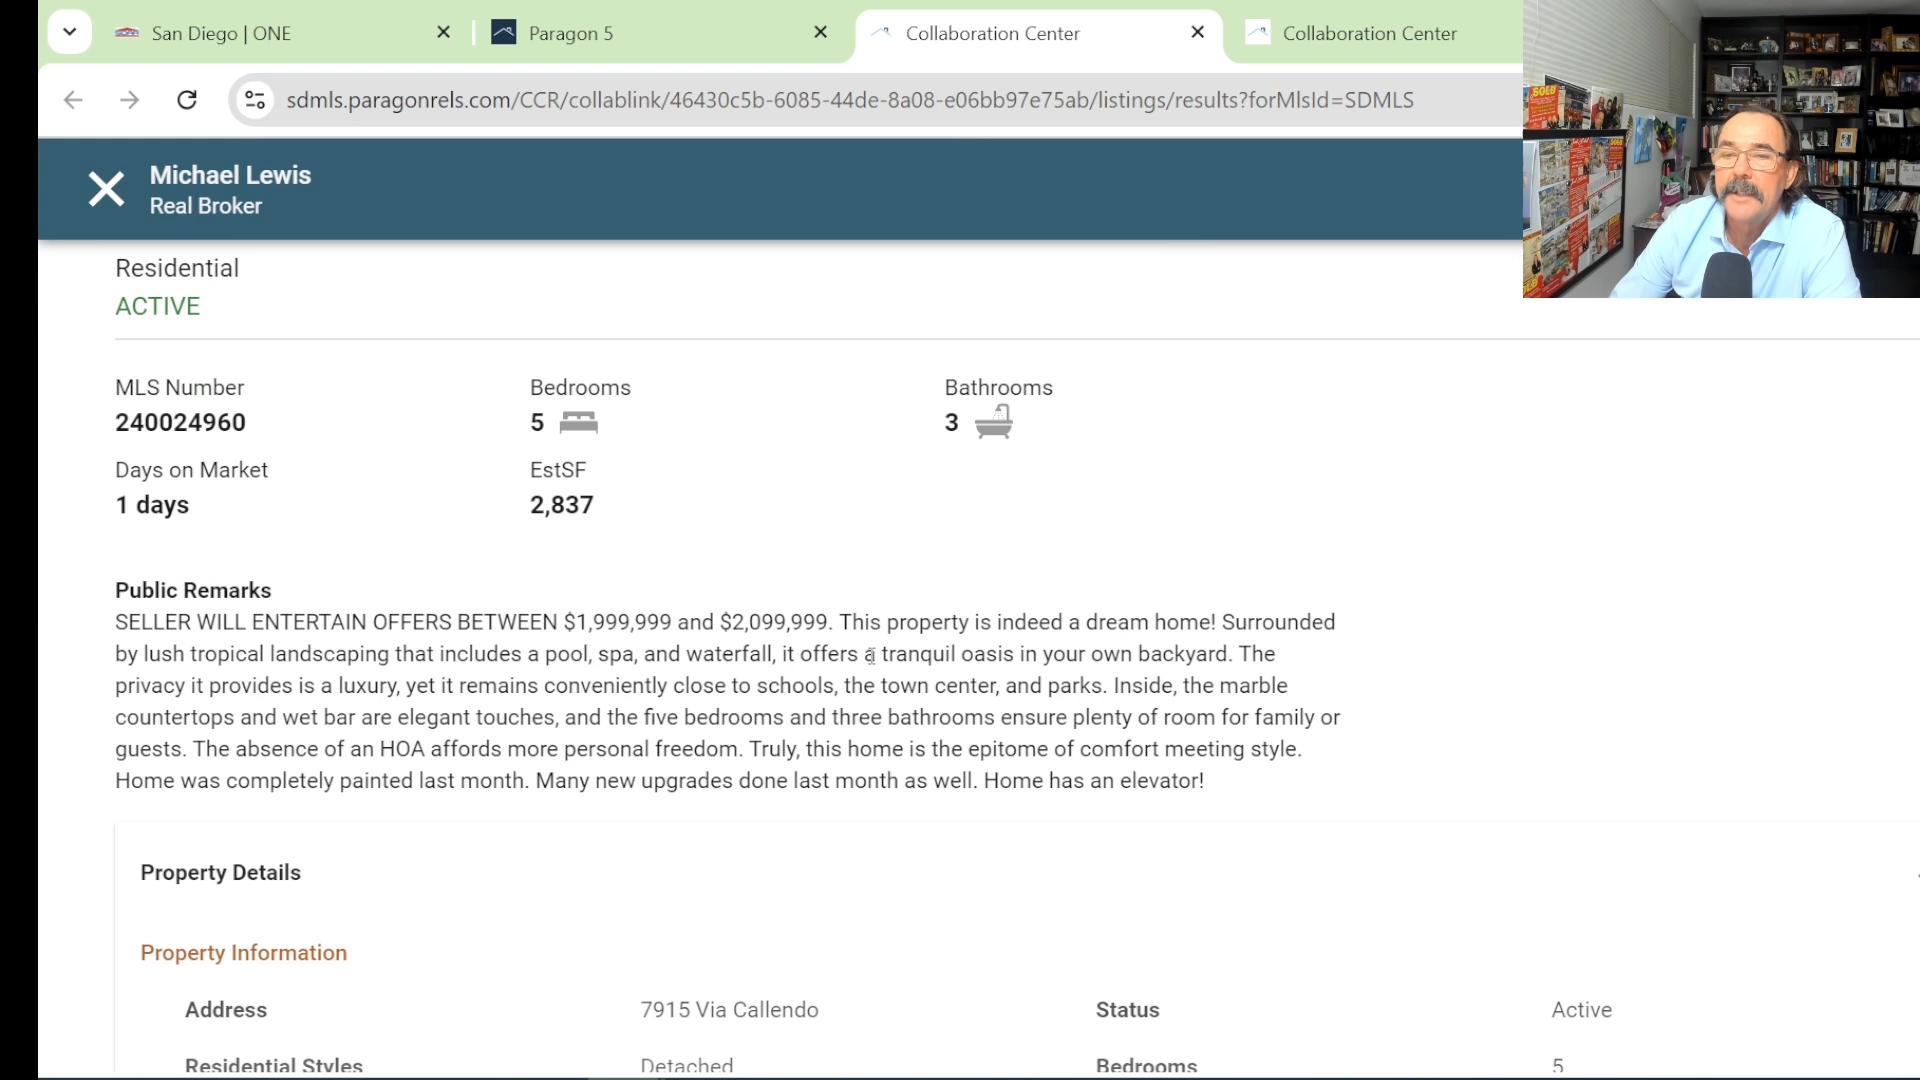 San Diego | ONE
Paragon 5
Collaboration Center
Collaboration Center
sdmls.paragonrels.com/CCR/collablink/46430c5b-6085-44de-8a08-e06bb97e75ab/listings/results?forMlsId=SDMLS
Michael Lewis
Real Broker
Residential
ACTIVE
MLS Number
Bedrooms
Bathrooms
240024960
5
3
Days on Market
EstSF
1 days
2,837
Public Remarks
SELLER WILL ENTERTAIN OFFERS BETWEEN $1,999,999 and $2,099,999. This property is indeed a dream home! Surrounded
by lush tropical landscaping that includes a pool, spa, and waterfall, it offers a tranquil oasis in your own backyard. The
privacy it provides is a luxury, yet it remains conveniently close to schools, the town center, and parks. Inside, the marble
countertops and wet bar are elegant touches, and the five bedrooms and three bathrooms ensure plenty of room for family or
guests. The absence of an HOA affords more personal freedom. Truly, this home is the epitome of comfort meeting style.
Home was completely painted last month. Many new upgrades done last month as well. Home has an elevator!
Property Details
Property Information
Address
7915 Via Callendo
Status
Active
Residential Styles
Detached
Bedrooms
5
SOLD